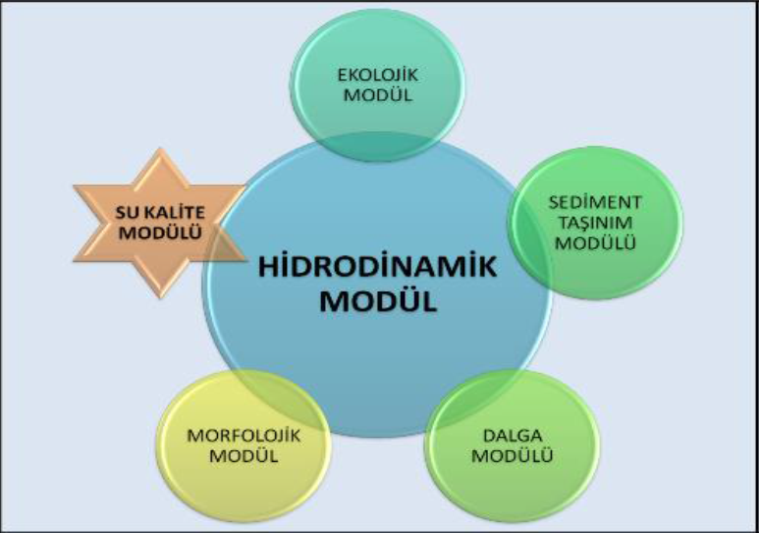 EKOLOJİK
MODÜL
SU KALİTE
MODÜLÜ
SEDİMENT
TAŞINIM
MODÜLÜ
HİDRODİNAMİK
MODÜL
MORFOLOJİK
MODÜL
DALGA
MODÜLÜ